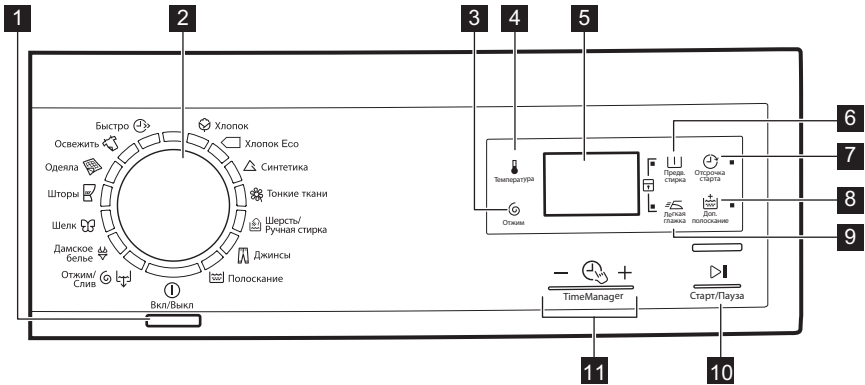 1
2
3
4
5
6
7
8
9
10
11
Быстро
Освежить
Одеяла
Шторы
Шелк
Дамское
белье
Отжим/
Слив
Вкл/Выкл
Хлопок
Хлопок Eco
Синтетика
Тонкие ткани
Шерсть/
Ручная стирка
Джинсы
Полоскание
Температура
Отжим
Предв.
стирка
Отсрочка
старта
Легкая
глажка
Доп.
полоскание
TimeManager
Старт/Пауза